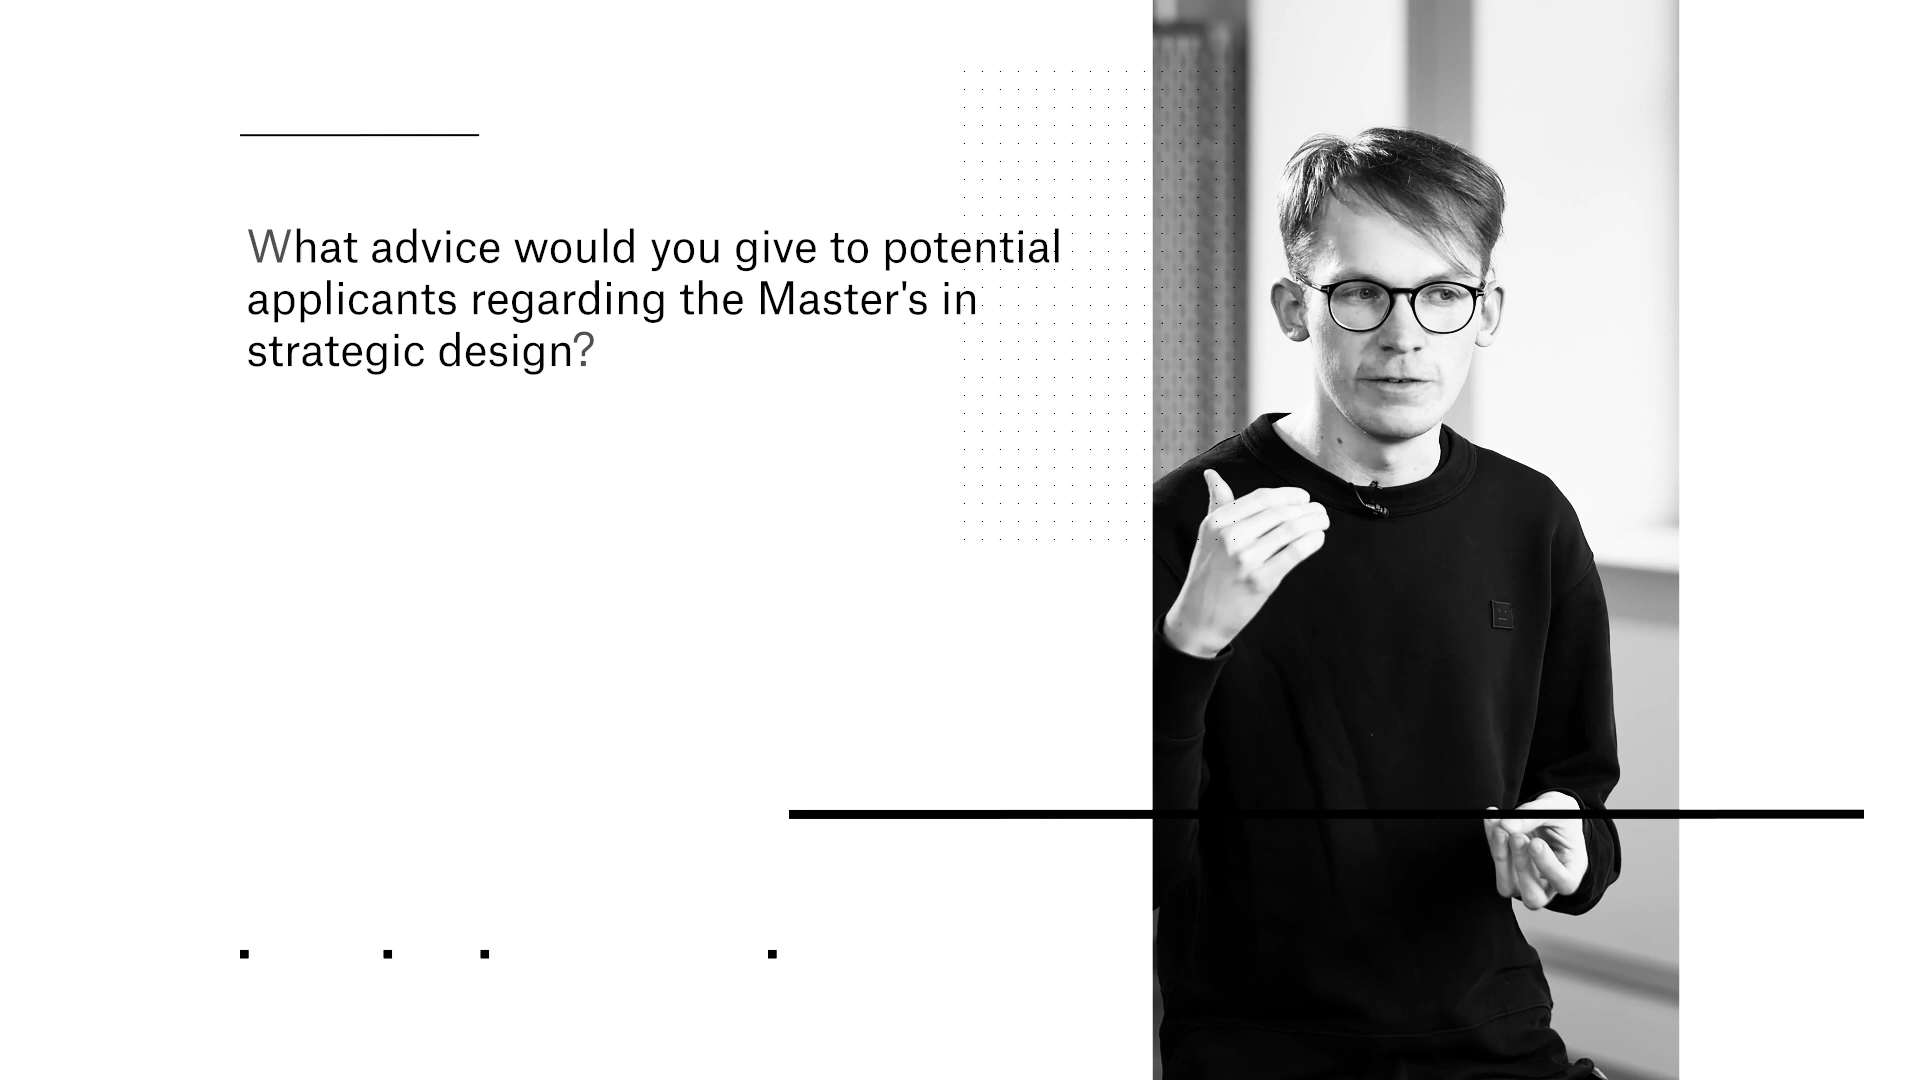 What advice would you give to potential
applicants regarding the Master's in
strategic design?